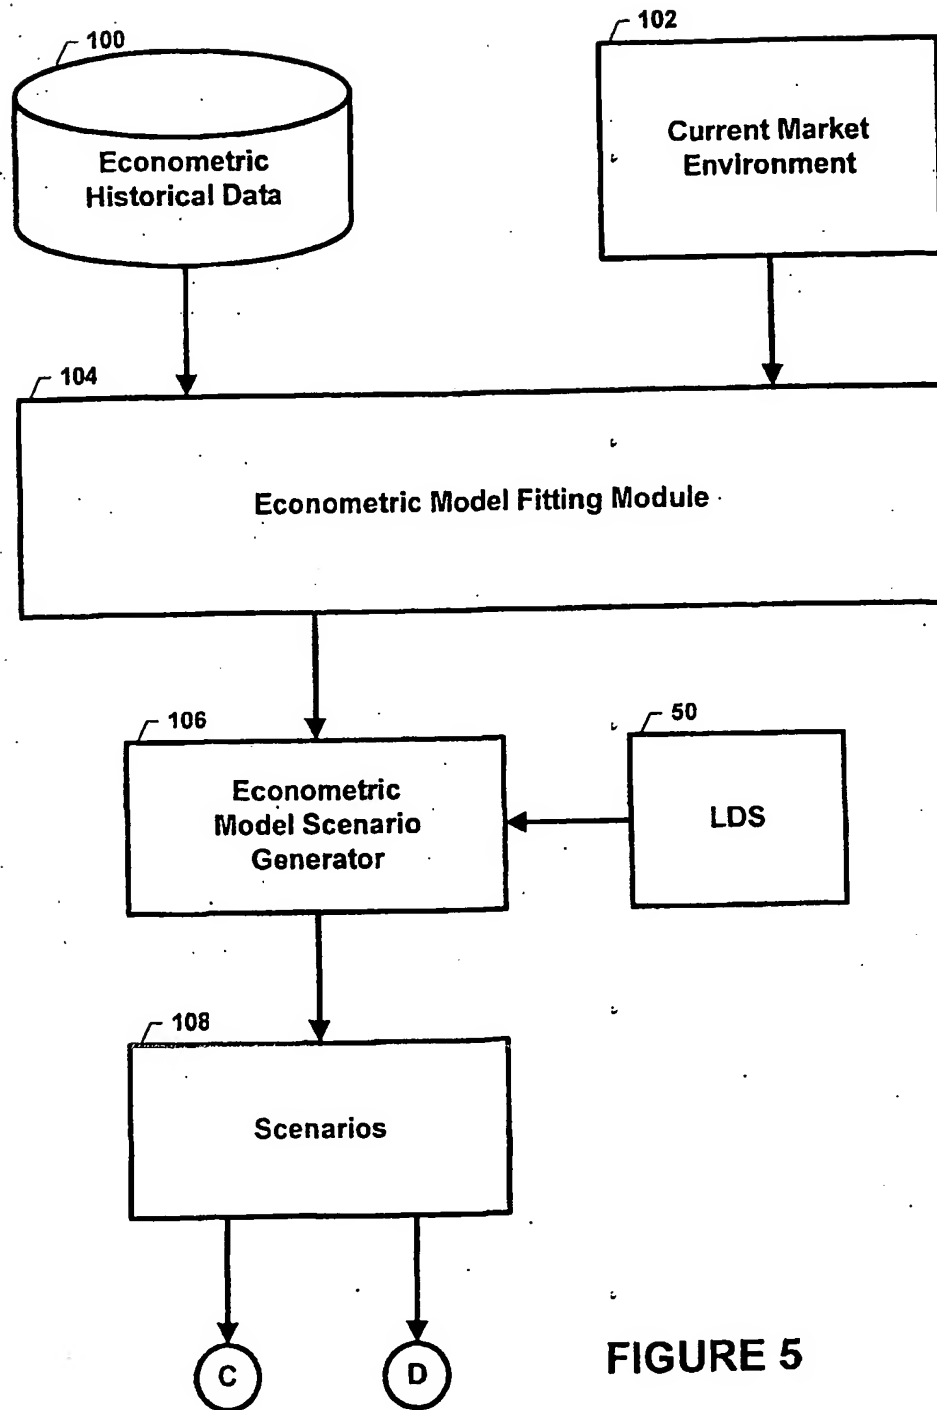 100
Econometric
Historical Data
102
Current Market
Environment
104
Econometric Model Fitting Module
106
Econometric
Model Scenario
Generator
50
LDS
108
Scenarios
C
D
FIGURE 5